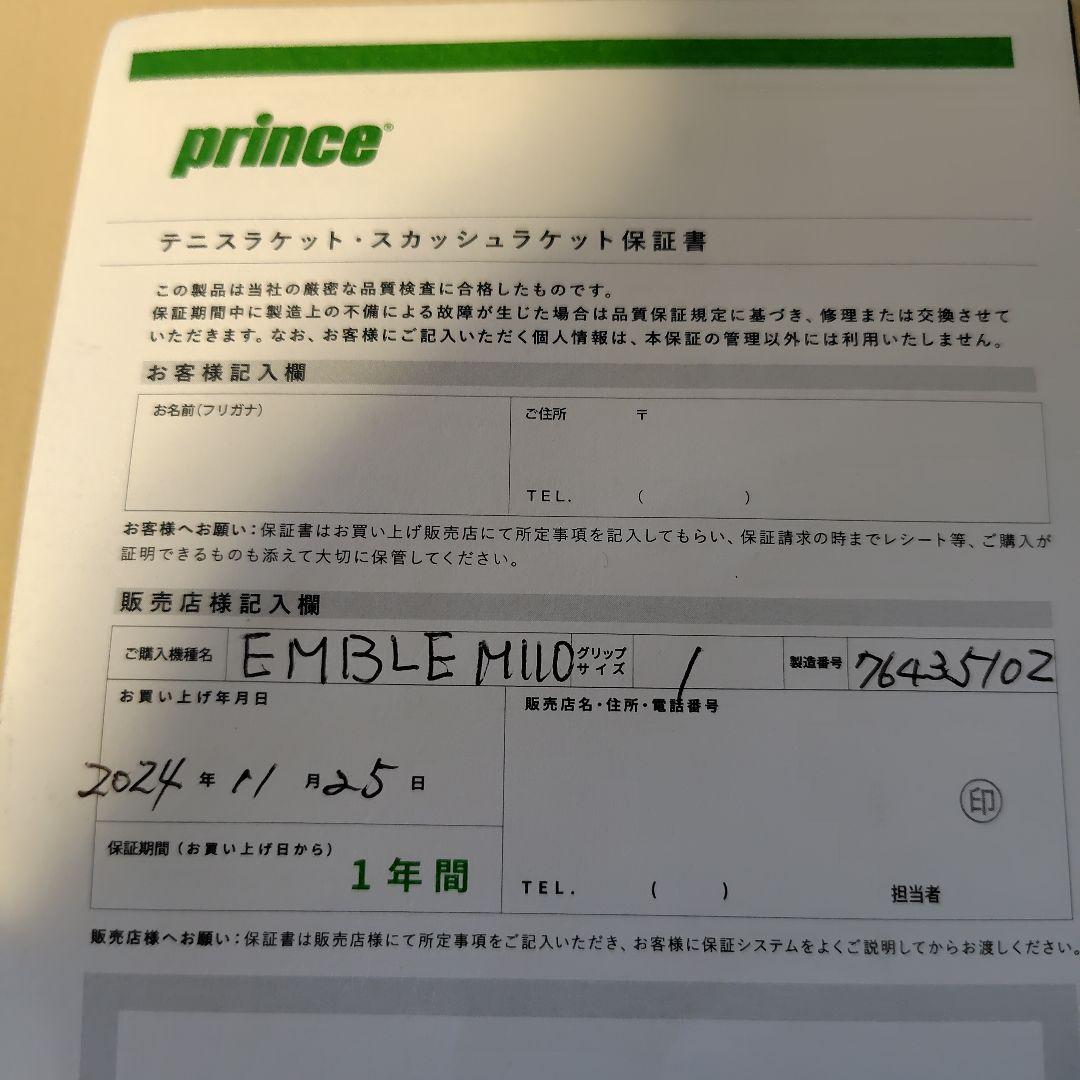 prince®
テニスラケット・スカッシュラケット保証書
この製品は当社の厳密な品質検査に合格したものです。
保証期間中に製造上の不備による故障が生じた場合は品質保証規定に基づき、修理または交換させて
いただきます。なお、お客様にご記入いただく個人情報は、本保証の管理以外には利用いたしません。
お客様記入欄
お名前(フリガナ)
ご住所 〒
TEL. ( )
お客様へお願い:保証書はお買い上げ販売店にて所定事項を記入してもらい、保証請求の時までレシート等、ご購入が
証明できるものも添えて大切に保管してください。
販売店様記入欄
ご購入機種名 EMBLEM110 グリップサイズ 1 製造番号 76435102
お買い上げ年月日
2024年11月25日
保証期間(お買い上げ日から)
1年間
販売店名・住所・電話番号
印
TEL. ( ) 担当者
販売店様へお願い:保証書は販売店様にて所定事項をご記入いただき、お客様に保証システムをよくご説明してからお渡しください。